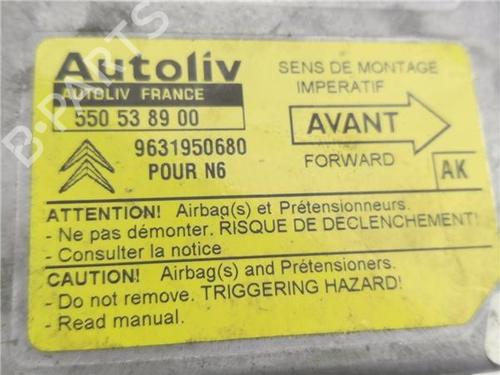 Autoliv
AUTOLIV FRANCE
550 53 89 00
9631950680
POUR N6
SENS DE MONTAGE
IMPERATIF
AVANT
FORWARD
AK
ATTENTION! Airbag(s) et Prétensionneurs.
- Ne pas démonter. RISQUE DE DECLENCHEMENT!
- Consulter la notice
CAUTION! Airbag(s) and Prétensioners.
- Do not remove. TRIGGERING HAZARD!
- Read manual.
B-PARTS